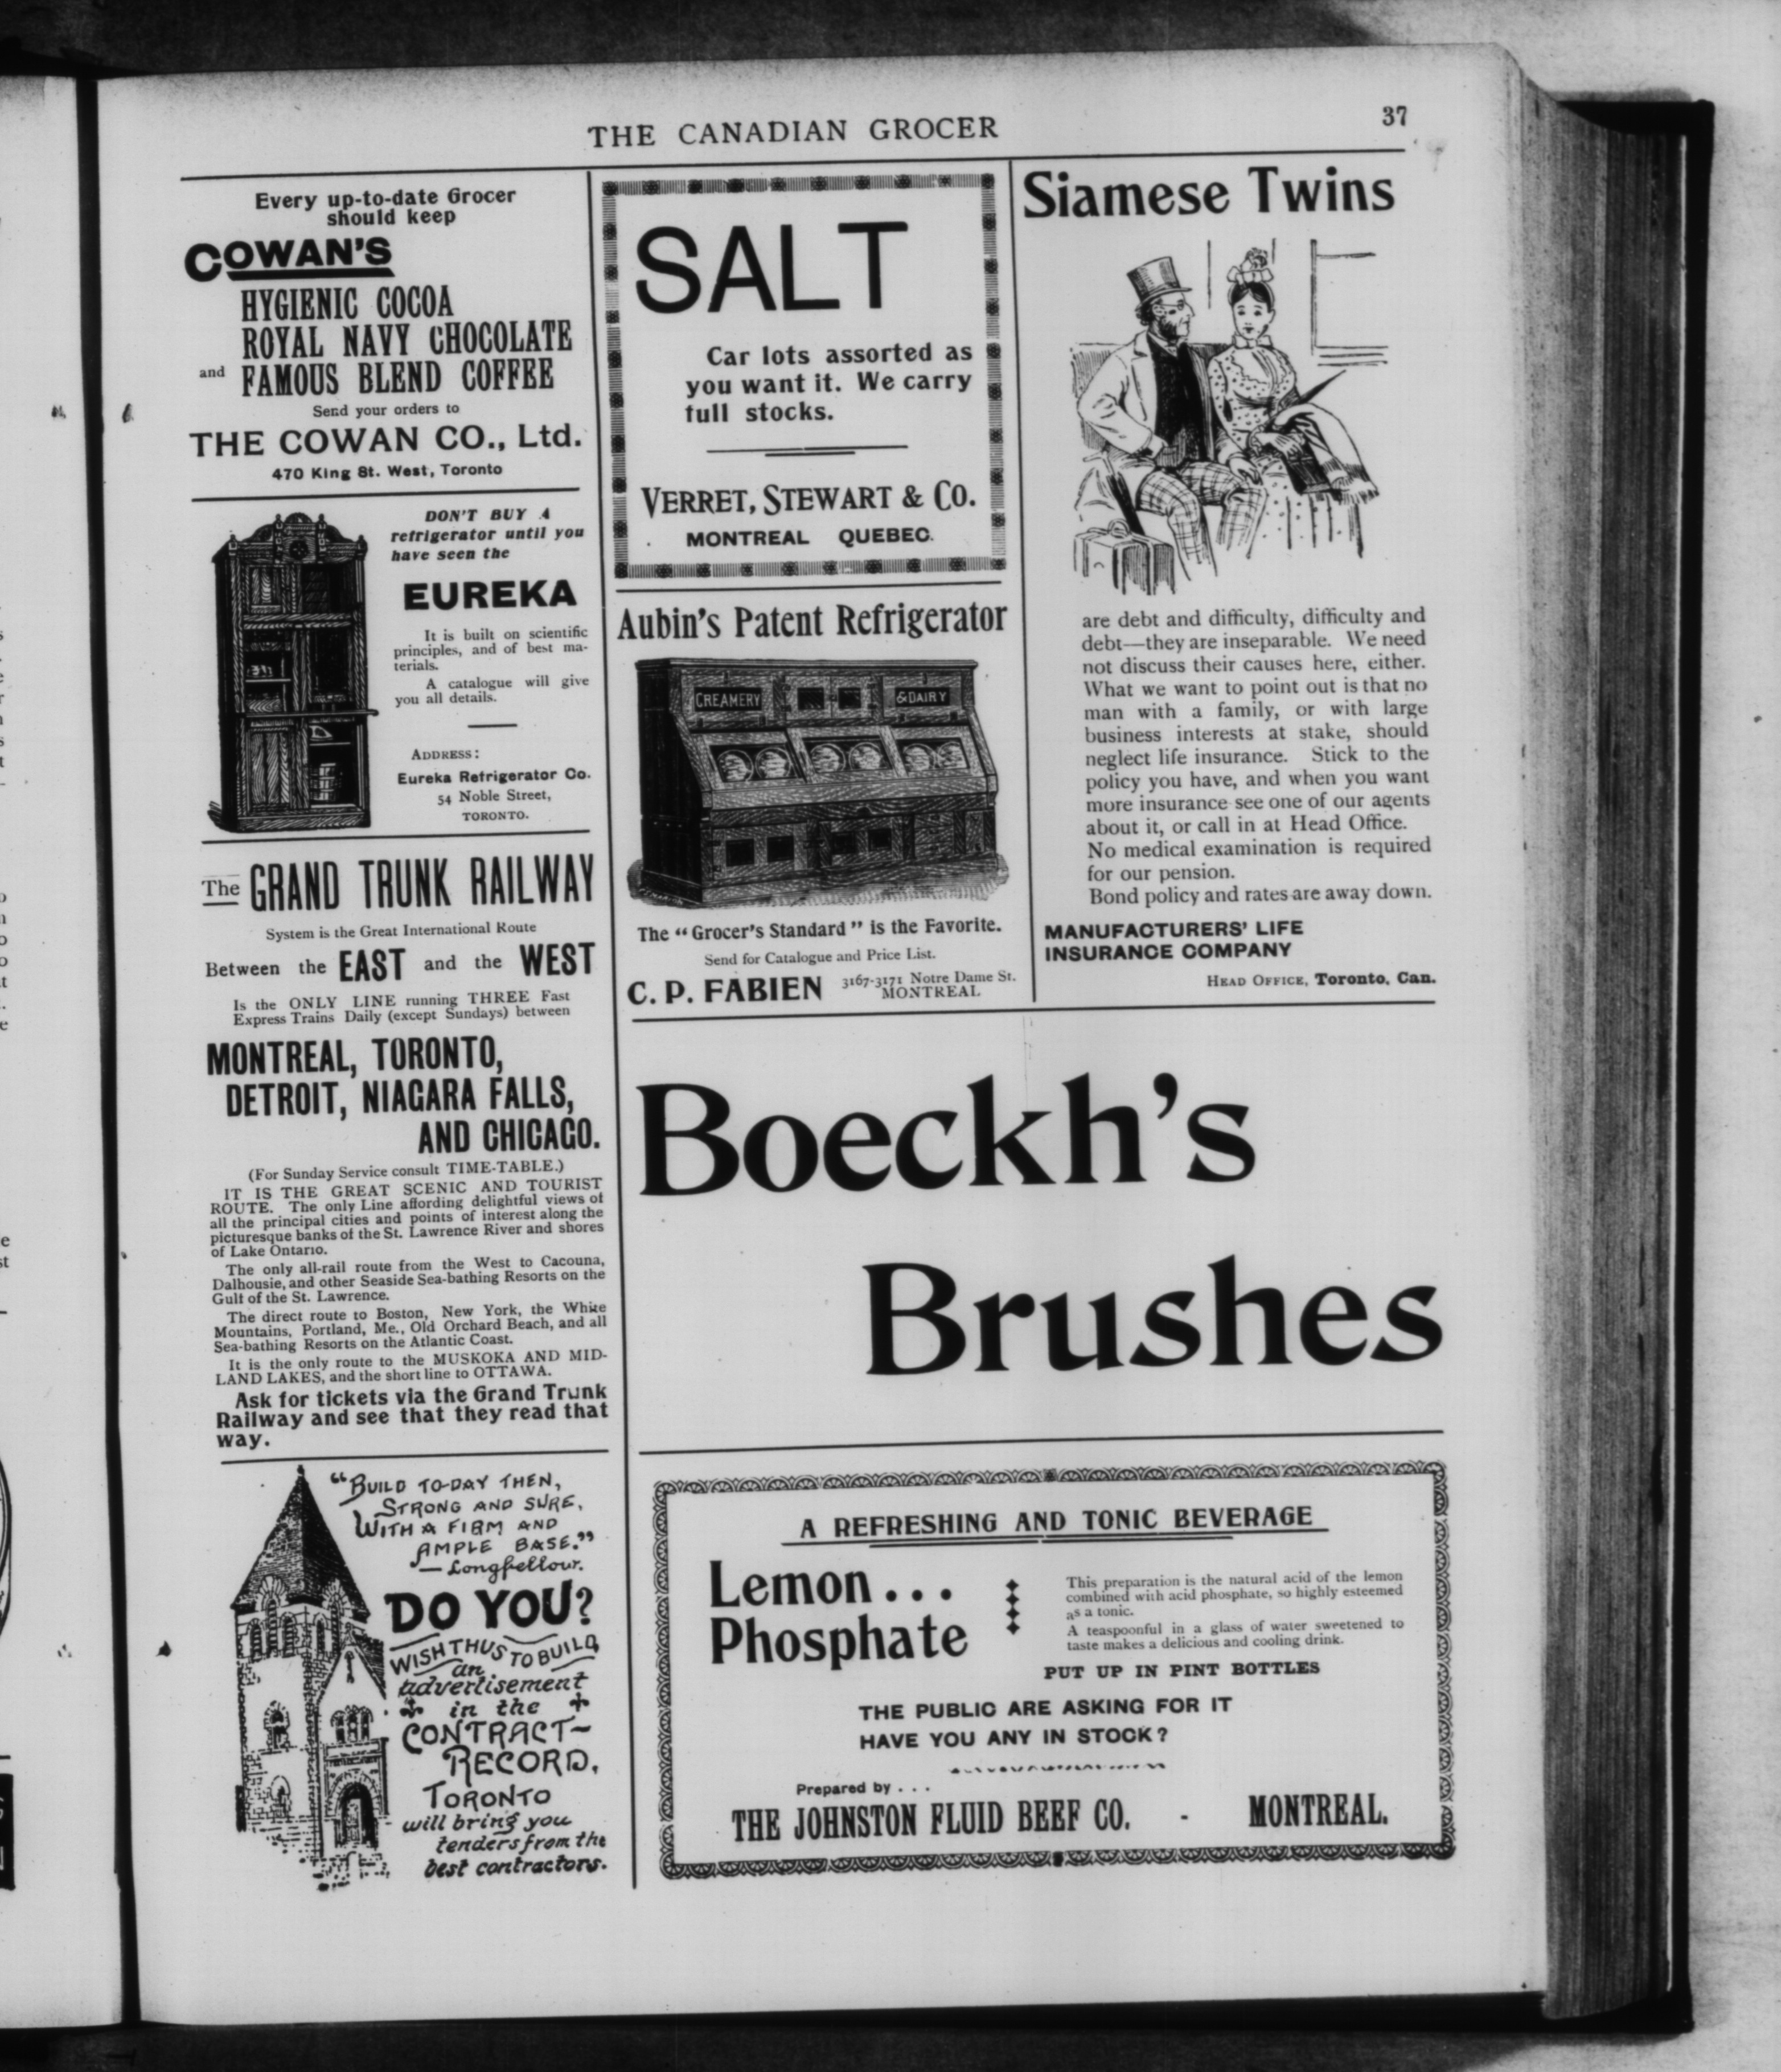 THE CANADIAN GROCER
37
Every up-to-date Grocer
should keep
COWAN'S
HYGIENIC COCOA
ROYAL NAVY CHOCOLATE
and FAMOUS BLEND COFFEE
Send your orders to
THE COWAN CO., Ltd.
470 King St. West, Toronto
DON'T BUY A
refrigerator until you
have seen the
EUREKA
It is built on scientific
principles, and of best ma-
terials.
A catalogue will give
you all details.
ADDRESS:
Eureka Refrigerator Co.
54 Noble Street,
TORONTO.
The GRAND TRUNK RAILWAY
System is the Great International Route
Between the EAST and the WEST
Is the ONLY LINE running THREE Fast
Express Trains Daily (except Sundays) between
MONTREAL, TORONTO,
DETROIT, NIAGARA FALLS,
AND CHICAGO.
(For Sunday Service consult TIME-TABLE.)
IT IS THE GREAT SCENIC AND TOURIST
ROUTE. The only Line affording delightful views of
all the principal cities and points of interest along the
picturesque banks of the St. Lawrence River and shores
of Lake Ontario.
The only all-rail route from the West to Cacouna,
Dalhousie, and other Seaside Sea-bathing Resorts on the
Gulf of the St. Lawrence.
The direct route to Boston, New York, the White
Mountains, Portland, Me., Old Orchard Beach, and all
Sea-bathing Resorts on the Atlantic Coast.
It is the only route to the MUSKOKA AND MID-
LAND LAKES, and the short line to OTTAWA.
Ask for tickets via the Grand Trunk
Railway and see that they read that
way.
"BUILD TO-DAY THEN,
STRONG AND SURE,
WITH A FIRM AND
AMPLE BASE."
—Longfellow.
DO YOU?
WISH THUS TO BUILD
an
advertisement
in the
CONTRACT-
RECORD,
TORONTO
will bring you
tenders from the
best contractors.
SALT
Car lots assorted as
you want it. We carry
full stocks.
VERRET, STEWART & CO.
MONTREAL QUEBEC.
Aubin's Patent Refrigerator
CREAMERY
& DAIRY
The "Grocer's Standard" is the Favorite.
Send for Catalogue and Price List.
C. P. FABIEN 3167-3171 Notre Dame St.
MONTREAL
Siamese Twins
are debt and difficulty, difficulty and
debt—they are inseparable. We need
not discuss their causes here, either.
What we want to point out is that no
man with a family, or with large
business interests at stake, should
neglect life insurance. Stick to the
policy you have, and when you want
more insurance see one of our agents
about it, or call in at Head Office.
No medical examination is required
for our pension.
Bond policy and rates are away down.
MANUFACTURERS' LIFE
INSURANCE COMPANY
HEAD OFFICE, Toronto, Can.
Boeckh's
Brushes
A REFRESHING AND TONIC BEVERAGE
Lemon...
Phosphate
This preparation is the natural acid of the lemon
combined with acid phosphate, so highly esteemed
as a tonic.
A teaspoonful in a glass of water sweetened to
taste makes a delicious and cooling drink.
PUT UP IN PINT BOTTLES
THE PUBLIC ARE ASKING FOR IT
HAVE YOU ANY IN STOCK?
Prepared by...
THE JOHNSTON FLUID BEEF CO. - MONTREAL.